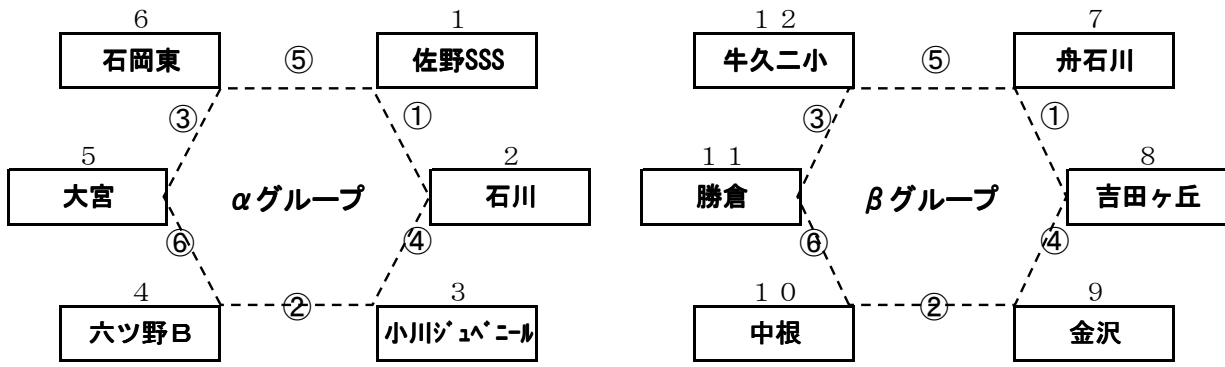 ６ １ １２ ７
石岡東 ⑤ 佐野SSS 牛久二小 ⑤ 舟石川
③ ① ③ ①
５ ２ １１ ８
大宮 αグループ 石川 勝倉 βグループ 吉田ヶ丘
⑥ ④ ⑥ ④
４ ３ １０ ９
六ツ野Ｂ ② 小川ｼﾞｭﾍﾞﾆｰﾙ 中根 ② 金沢